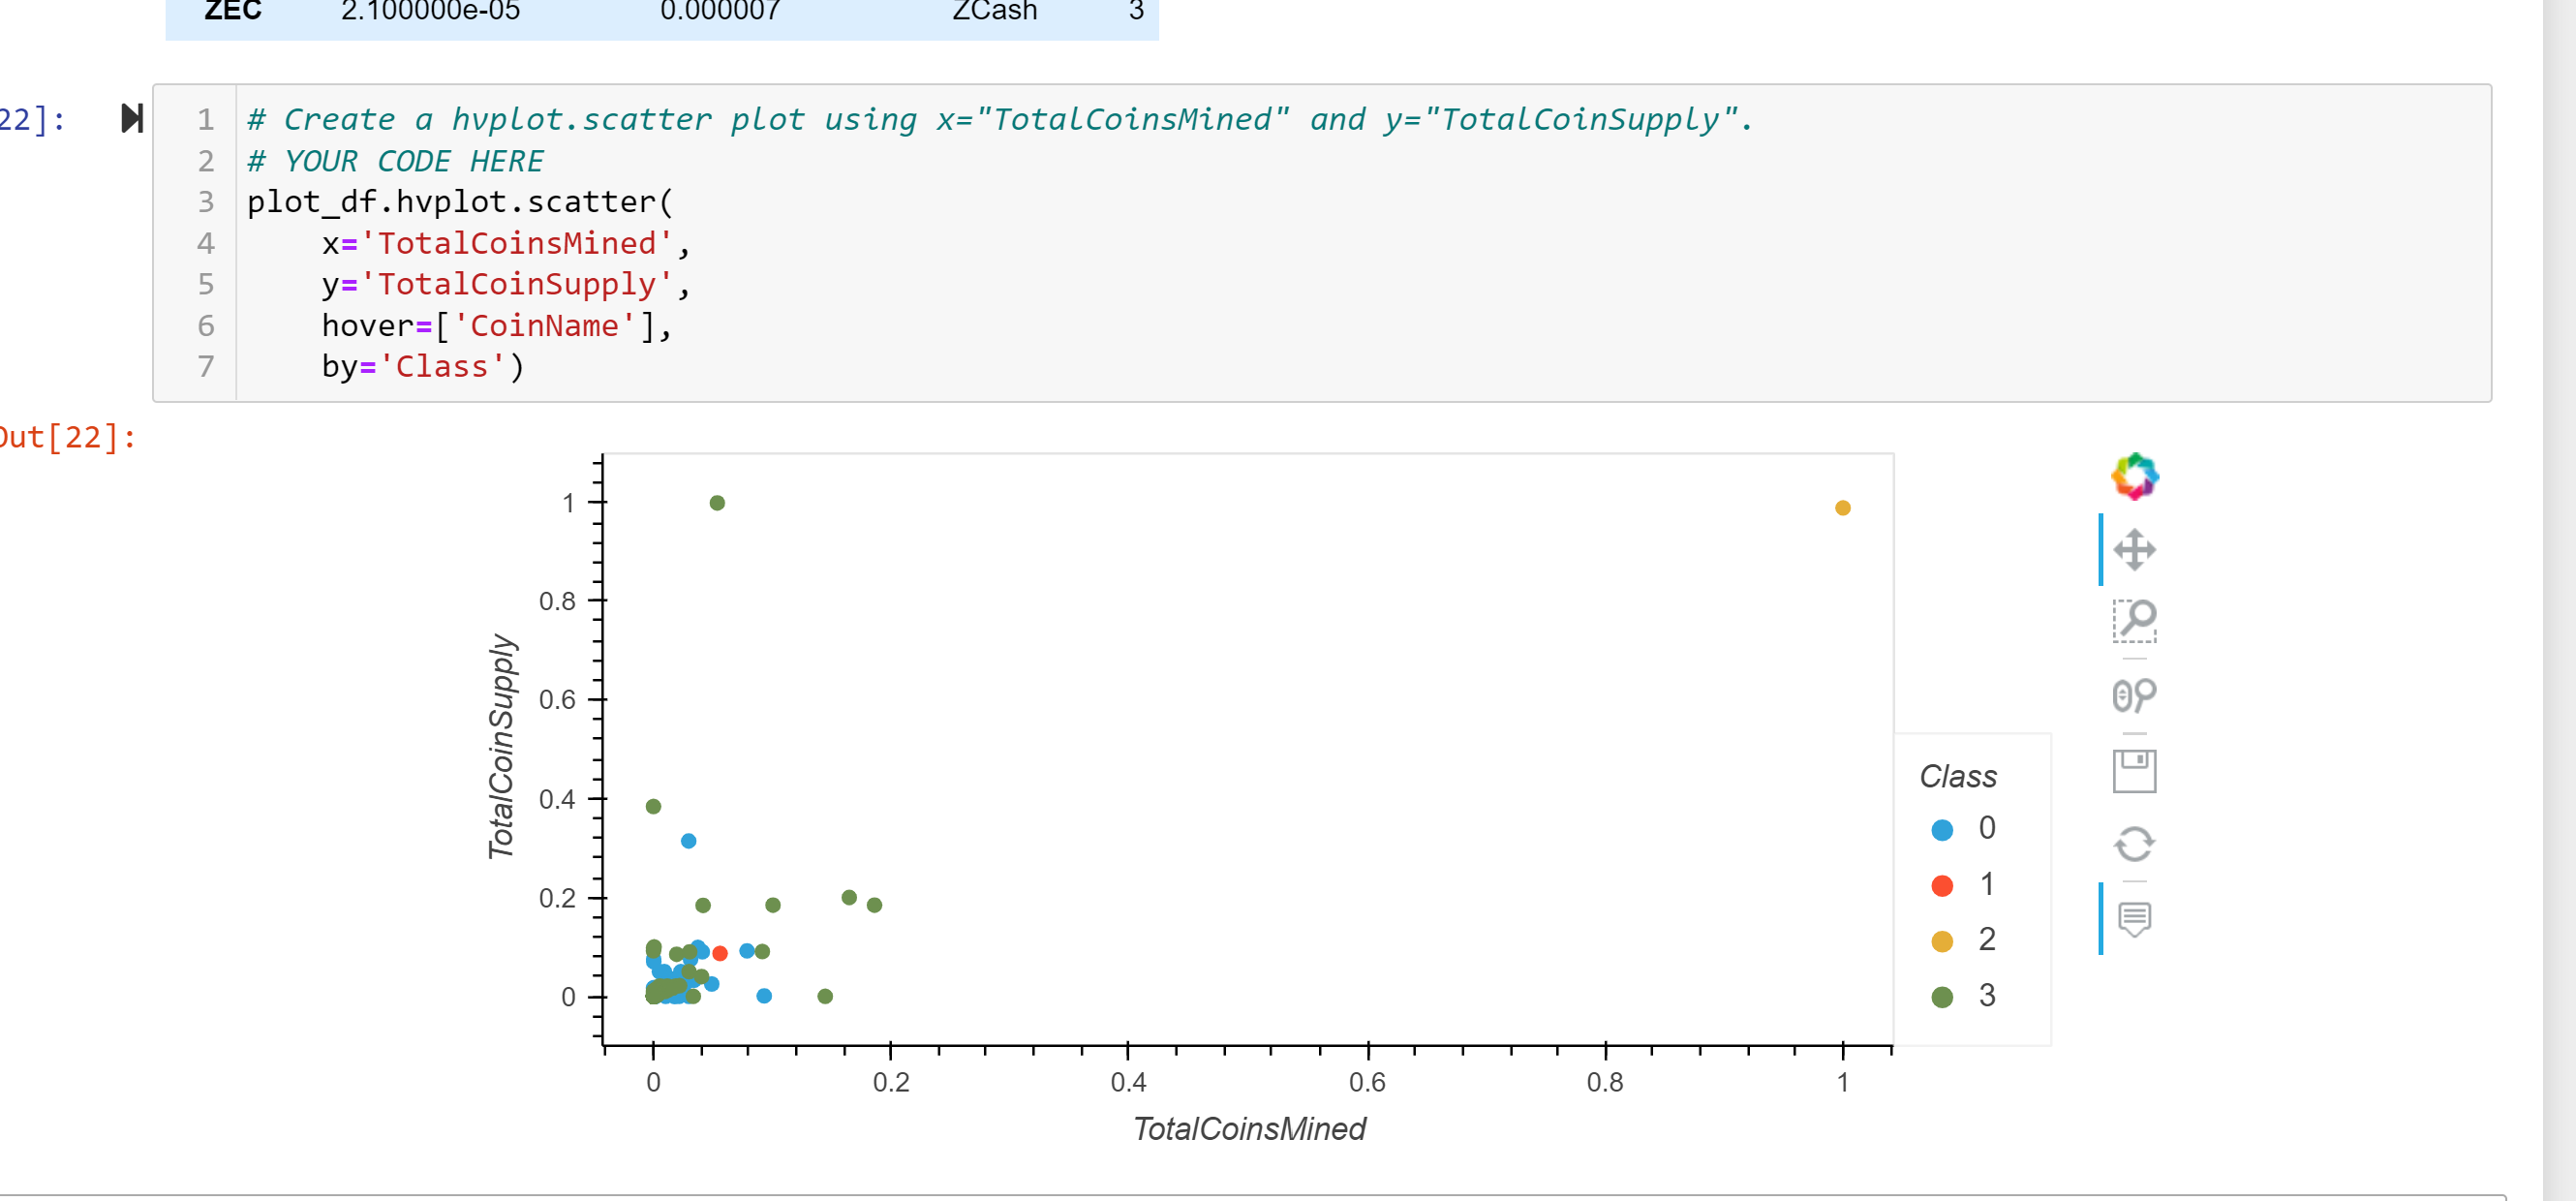 ZEC 2.100000e-05 0.000007 ZCash 3
22]:
1 # Create a hvplot.scatter plot using x="TotalCoinsMined" and y="TotalCoinSupply".
2 # YOUR CODE HERE
3 plot_df.hvplot.scatter(
4 x='TotalCoinsMined',
5 y='TotalCoinSupply',
6 hover=['CoinName'],
7 by='Class')
Out[22]:
1
0.8
0.6
0.4
0.2
0
TotalCoinSupply
0 0.2 0.4 0.6 0.8 1
TotalCoinsMined
Class
0
1
2
3